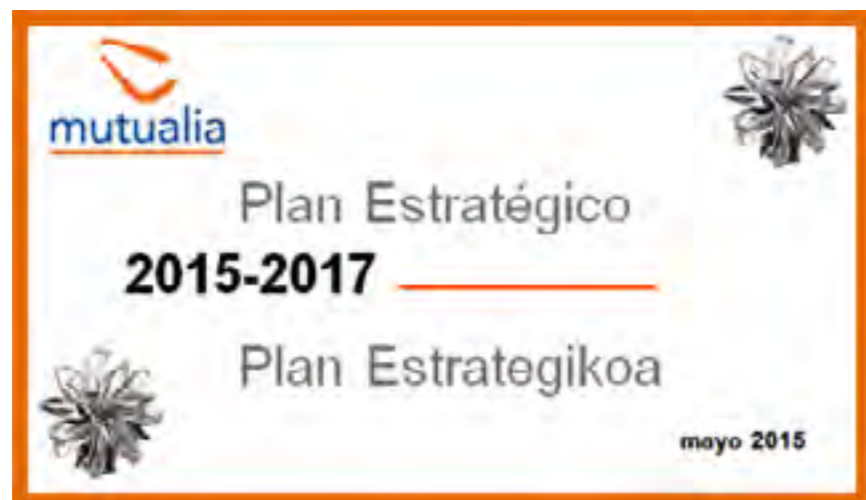 mutualia
Plan Estratégico
2015-2017
Plan Estrategikoa
mayo 2015